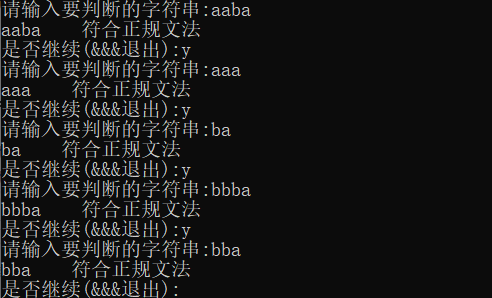 请输入要判断的字符串:aaba
aaba    符合正规文法
是否继续(&&&退出):y
请输入要判断的字符串:aaa
aaa    符合正规文法
是否继续(&&&退出):y
请输入要判断的字符串:ba
ba    符合正规文法
是否继续(&&&退出):y
请输入要判断的字符串:bbba
bbba    符合正规文法
是否继续(&&&退出):y
请输入要判断的字符串:bba
bba    符合正规文法
是否继续(&&&退出):